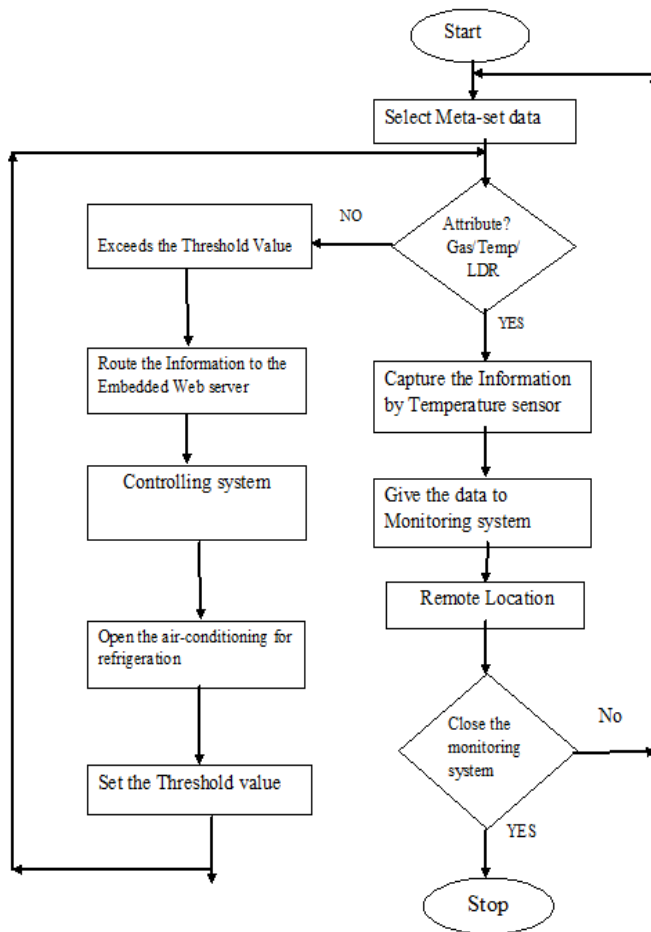 Start
Select Meta-set data
Attribute?
Gas/Temp/
LDR
NO
Exceeds the Threshold Value
YES
Route the Information to the
Embedded Web server
Capture the Information
by Temperature sensor
Controlling system
Give the data to
Monitoring system
Remote Location
Open the air-conditioning for
refrigeration
Close the
monitoring
system
No
Set the Threshold value
YES
Stop